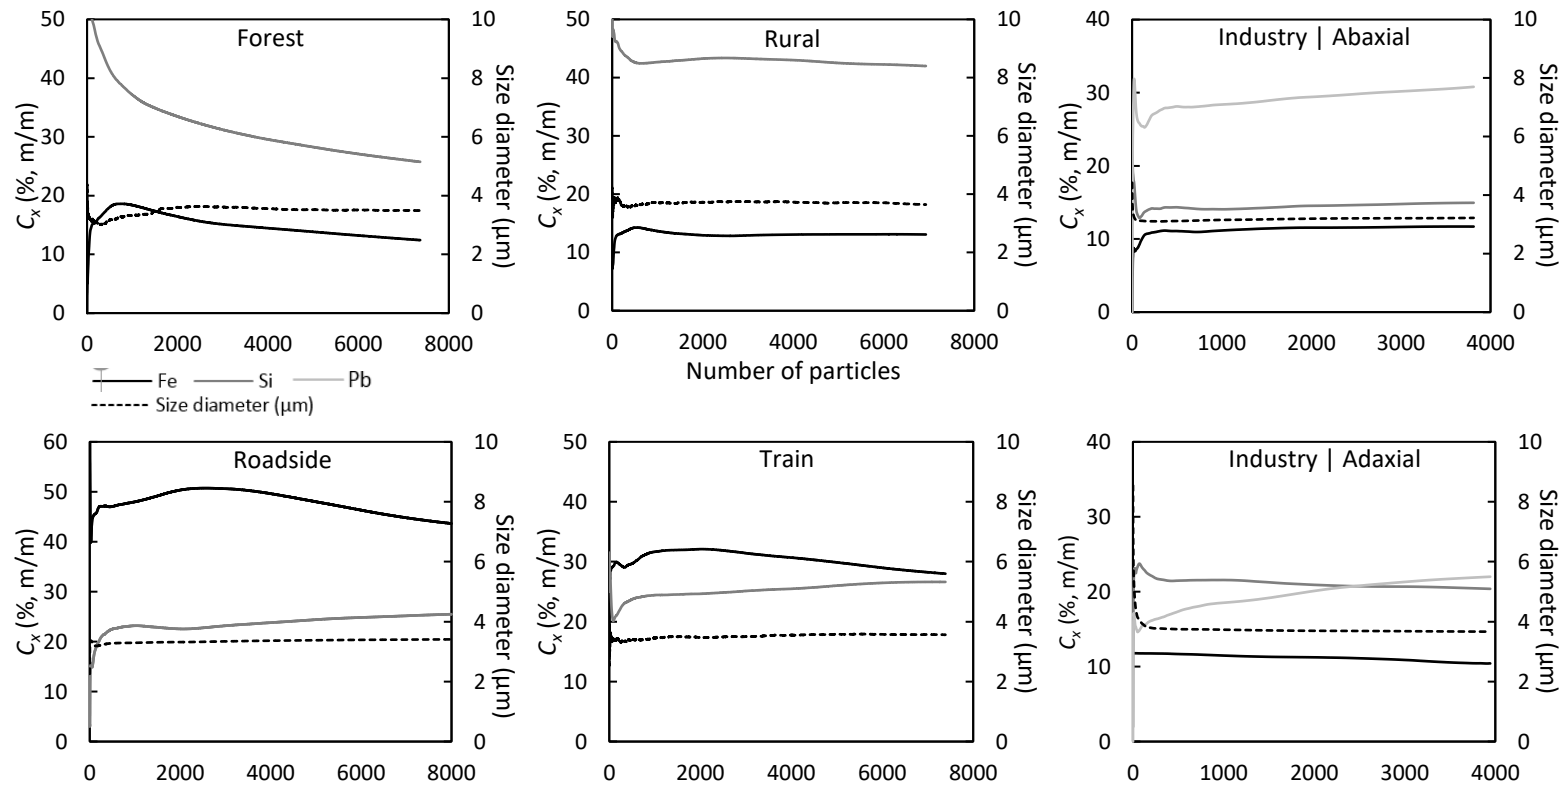 Forest
50
40
30
20
10
0
Cx (%, m/m)
10
8
6
4
2
0
Size diameter (µm)
0 2000 4000 6000 8000
Rural
50
40
30
20
10
0
Cx (%, m/m)
10
8
6
4
2
0
Size diameter (µm)
0 2000 4000 6000 8000
Number of particles
Industry | Abaxial
40
30
20
10
0
Cx (%, m/m)
10
8
6
4
2
0
Size diameter (µm)
0 1000 2000 3000 4000
Fe Si Pb
Size diameter (µm)
Roadside
60
50
40
30
20
10
0
Cx (%, m/m)
10
8
6
4
2
0
Size diameter (µm)
0 2000 4000 6000 8000
Train
50
40
30
20
10
0
Cx (%, m/m)
10
8
6
4
2
0
Size diameter (µm)
0 2000 4000 6000 8000
Industry | Adaxial
40
30
20
10
0
Cx (%, m/m)
10
8
6
4
2
0
Size diameter (µm)
0 1000 2000 3000 4000